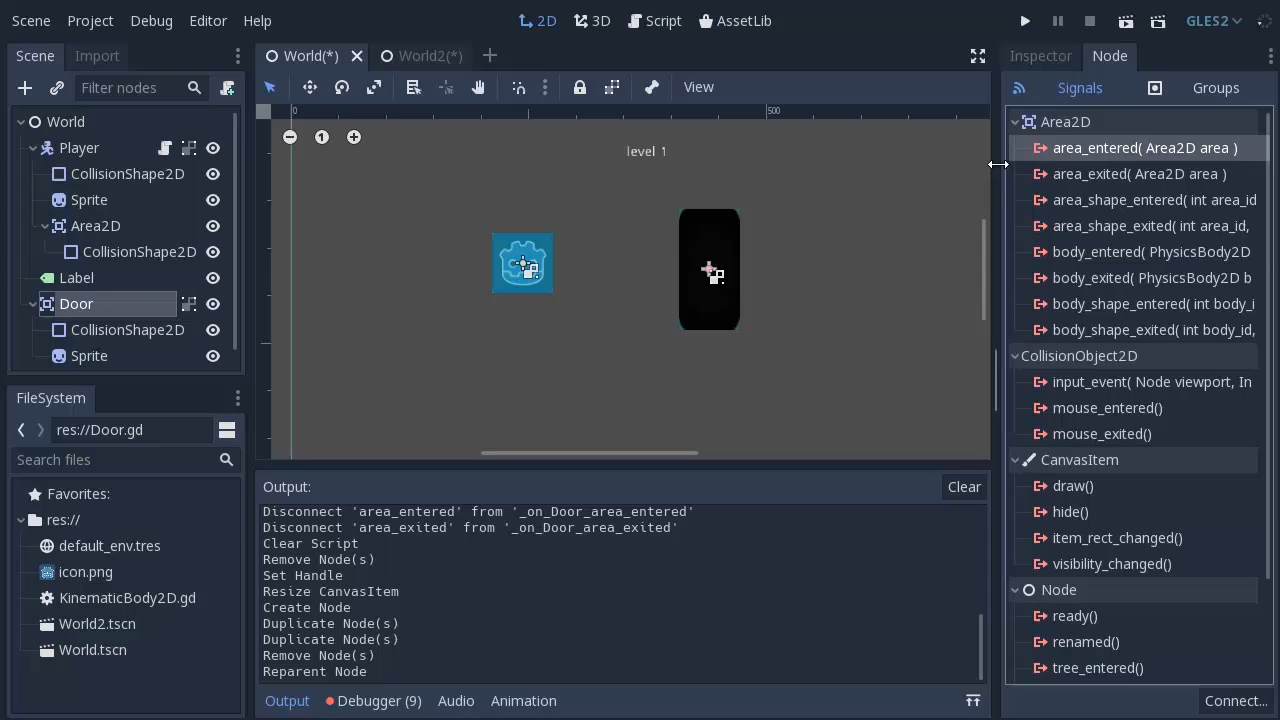 Scene Project Debug Editor Help
2D 3D Script AssetLib
GLES2
Scene Import
World(*) World2(*)
Inspector Node
Filter nodes
View
Signals Groups
0 500
World
Player
CollisionShape2D
Sprite
Area2D
CollisionShape2D
Label
Door
CollisionShape2D
Sprite
1
level 1
Area2D
area_entered( Area2D area )
area_exited( Area2D area )
area_shape_entered( int area_id
area_shape_exited( int area_id,
body_entered( PhysicsBody2D
body_exited( PhysicsBody2D b
body_shape_entered( int body_i
body_shape_exited( int body_id,
CollisionObject2D
input_event( Node viewport, In
mouse_entered()
mouse_exited()
CanvasItem
draw()
hide()
item_rect_changed()
visibility_changed()
Node
ready()
renamed()
tree_entered()
Connect...
FileSystem
res://Door.gd
Search files
Favorites:
res://
default_env.tres
icon.png
KinematicBody2D.gd
World2.tscn
World.tscn
Output:
Clear
Disconnect 'area_entered' from '_on_Door_area_entered'
Disconnect 'area_exited' from '_on_Door_area_exited'
Clear Script
Remove Node(s)
Set Handle
Resize CanvasItem
Create Node
Duplicate Node(s)
Duplicate Node(s)
Remove Node(s)
Reparent Node
Output Debugger (9) Audio Animation